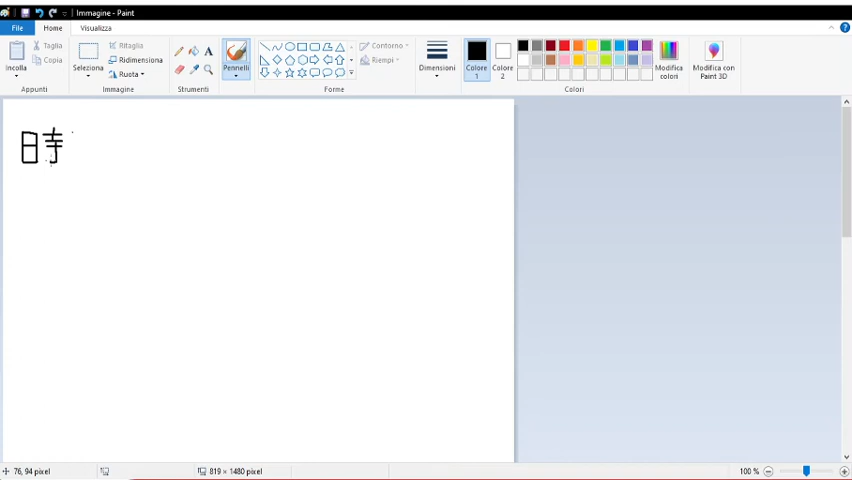 Immagine - Paint
File Home Visualizza
Incolla Taglia Copia Seleziona Ritaglia Ridimensiona Ruota Pennelli Contorno Riempi Dimensioni Colore 1 Colore 2 Modifica colori Modifica con Paint 3D
Appunti Immagine Strumenti Forme Colori
時
76, 94 pixel 819 × 1480 pixel 100 %